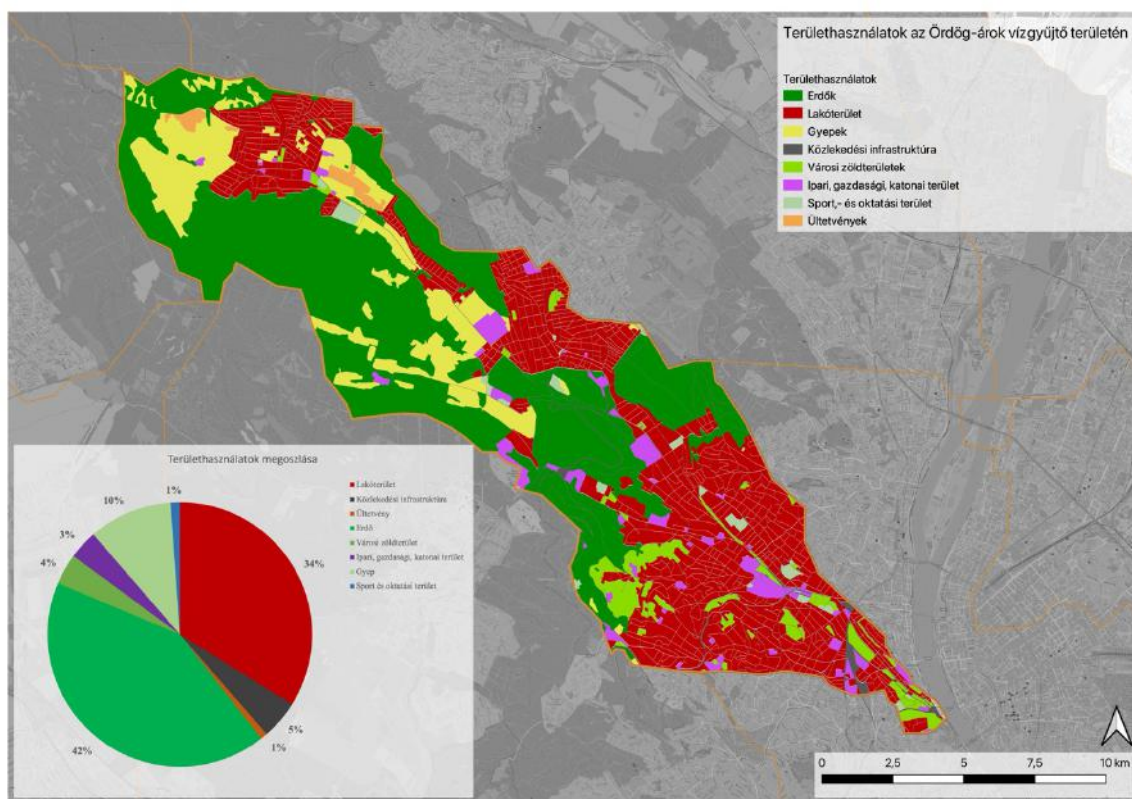 Területhasználatok az Ördög-árok vízgyűjtő területén
Területhasználatok
Erdők
Lakóterület
Gyepek
Közlekedési infrastruktúra
Városi zöldterületek
Ipari, gazdasági, katonai terület
Sport,- és oktatási terület
Ültetvények
Területhasználatok megoszlása
Lakóterület
Közlekedési infrastruktúra
Ültetvény
Erdő
Városi zöldterület
Ipari, gazdasági, katonai terület
Gyep
Sport és oktatási terület
1%
10%
3%
4%
34%
42%
1%
5%
0 2,5 5 7,5 10 km